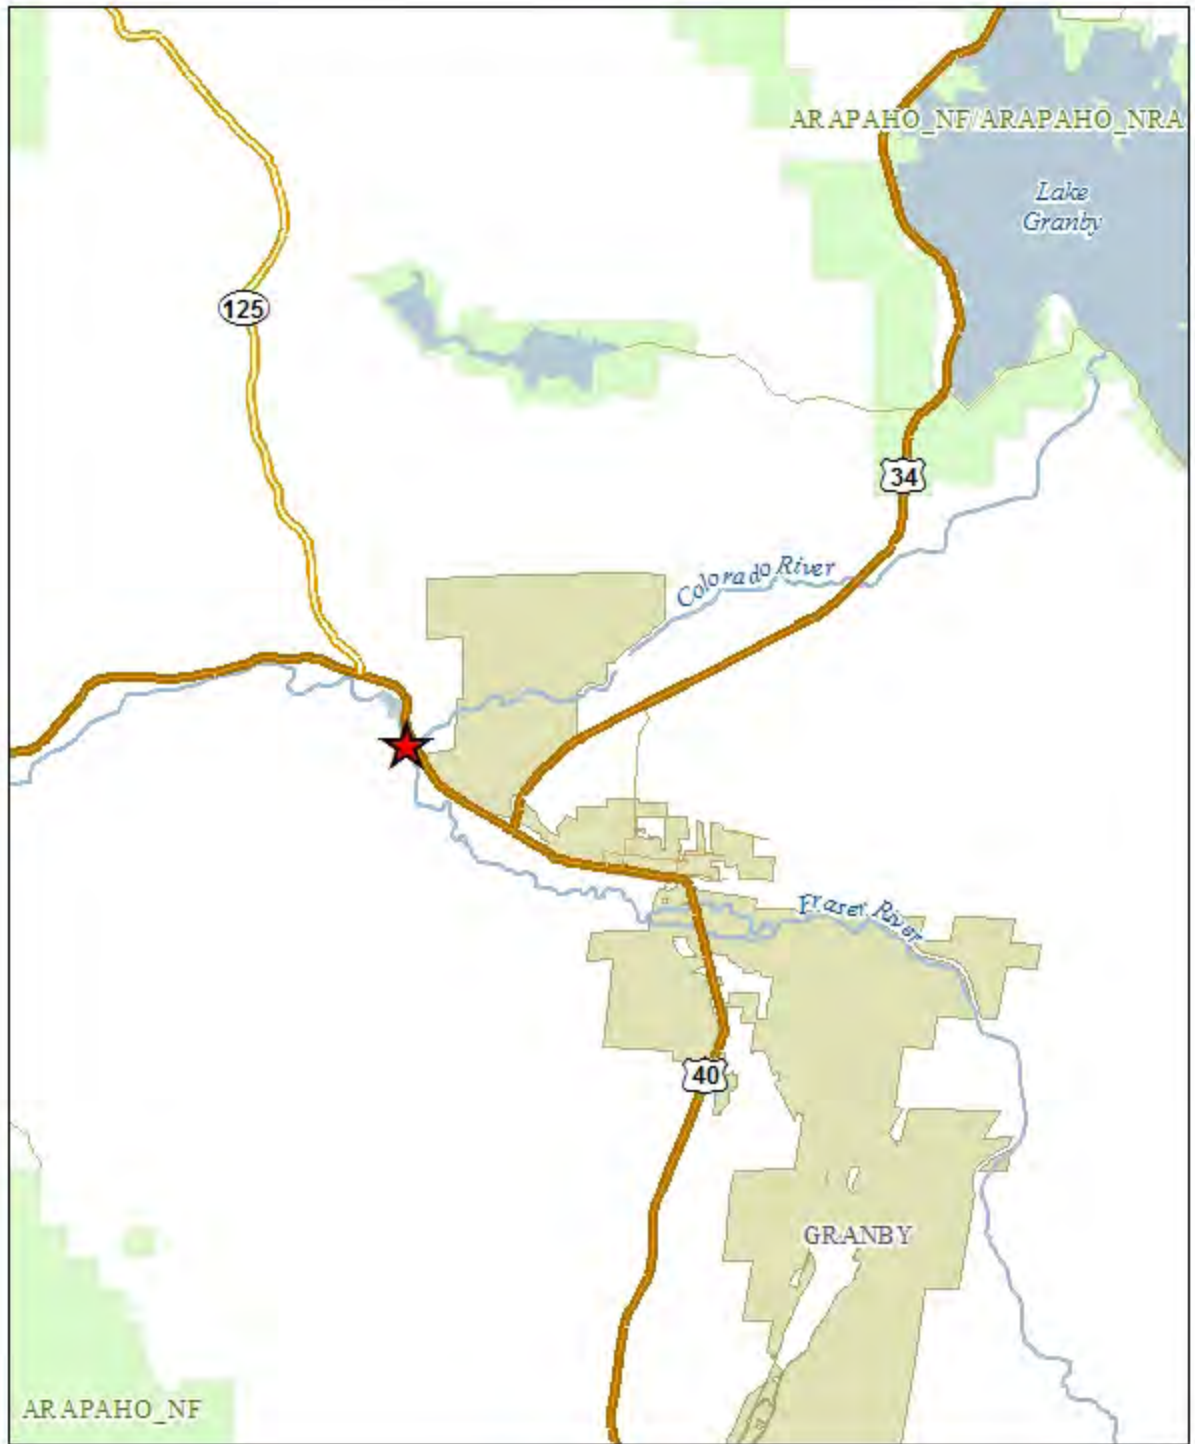 ARAPAHO_NF/ARAPAHO_NRA
Lake
Granby
125
34
Colorado River
Fraser River
40
GRANBY
ARAPAHO_NF